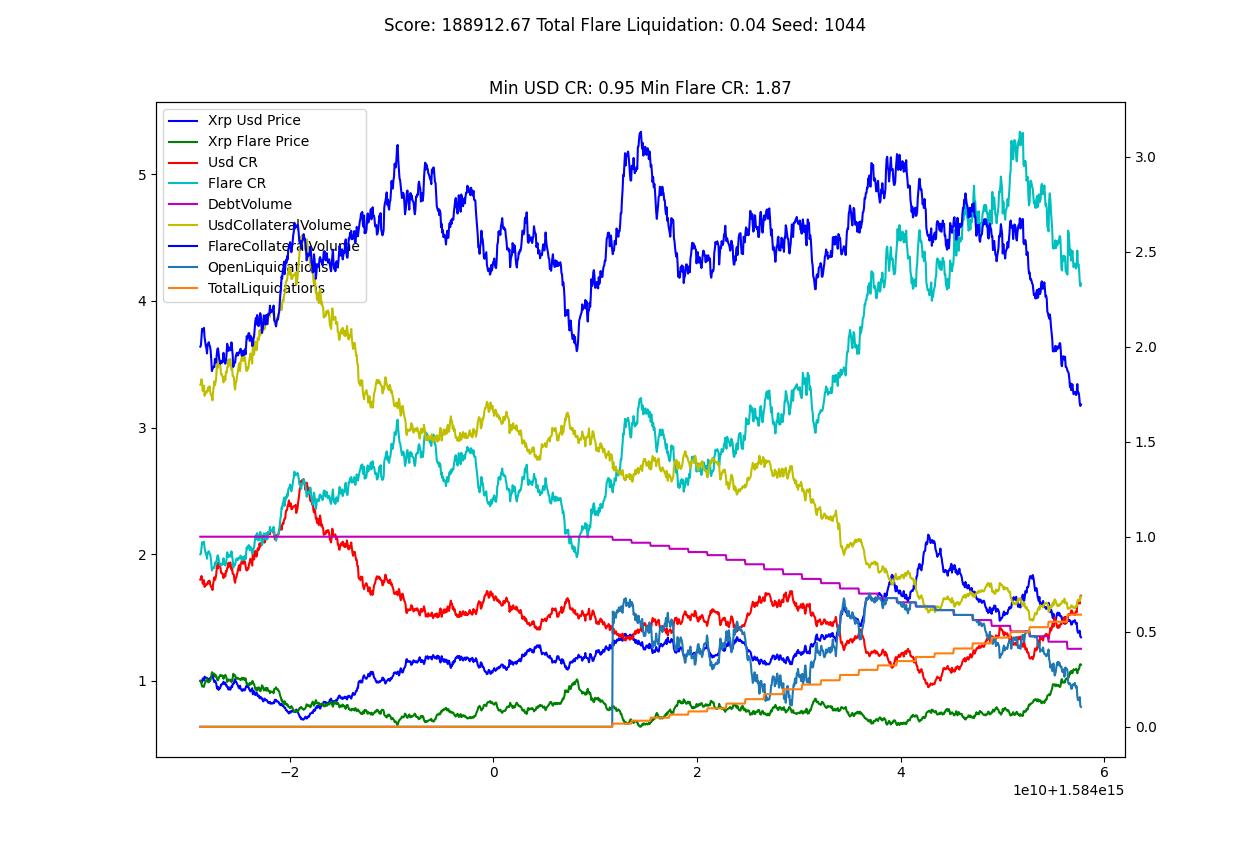 Score: 188912.67 Total Flare Liquidation: 0.04 Seed: 1044
Min USD CR: 0.95 Min Flare CR: 1.87
Xrp Usd Price
Xrp Flare Price
Usd CR
Flare CR
DebtVolume
UsdCollateralVolume
FlareCollateralVolume
OpenLiquidations
TotalLiquidations
5
4
3
2
1
3.0
2.5
2.0
1.5
1.0
0.5
0.0
−2
0
2
4
6
1e10+1.584e15